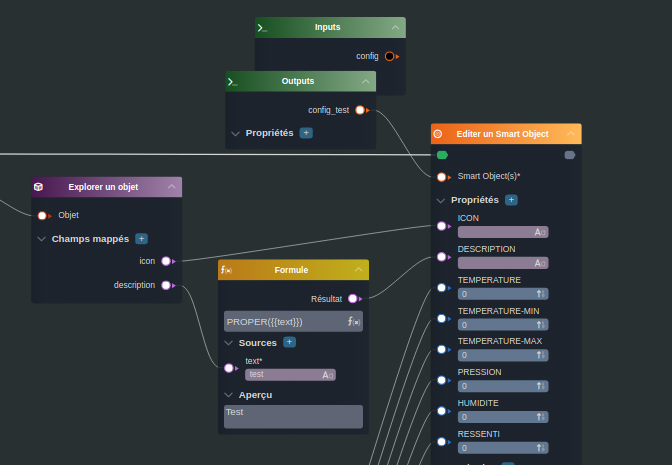 Inputs
config
Outputs
config_test
Propriétés +
Editer un Smart Object
Smart Object(s)*
Propriétés +
ICON
DESCRIPTION
TEMPERATURE
0
TEMPERATURE-MIN
0
TEMPERATURE-MAX
0
PRESSION
0
HUMIDITE
0
RESSENTI
0
Explorer un objet
Objet
Champs mappés +
icon
description
f(x) Formule
Résultat
PROPER({{text}}) f(x)
Sources +
text*
test
Aperçu
Test